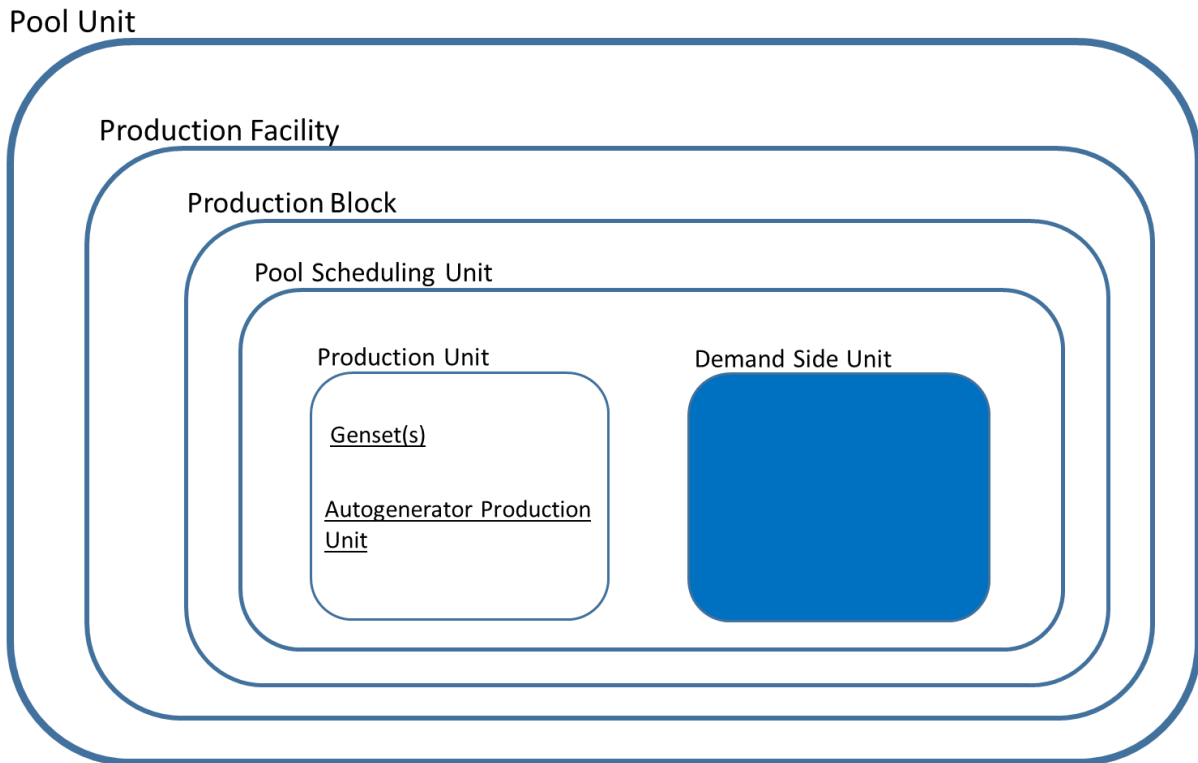 Pool Unit
Production Facility
Production Block
Pool Scheduling Unit
Production Unit
Demand Side Unit
Genset(s)
Autogenerator Production
Unit